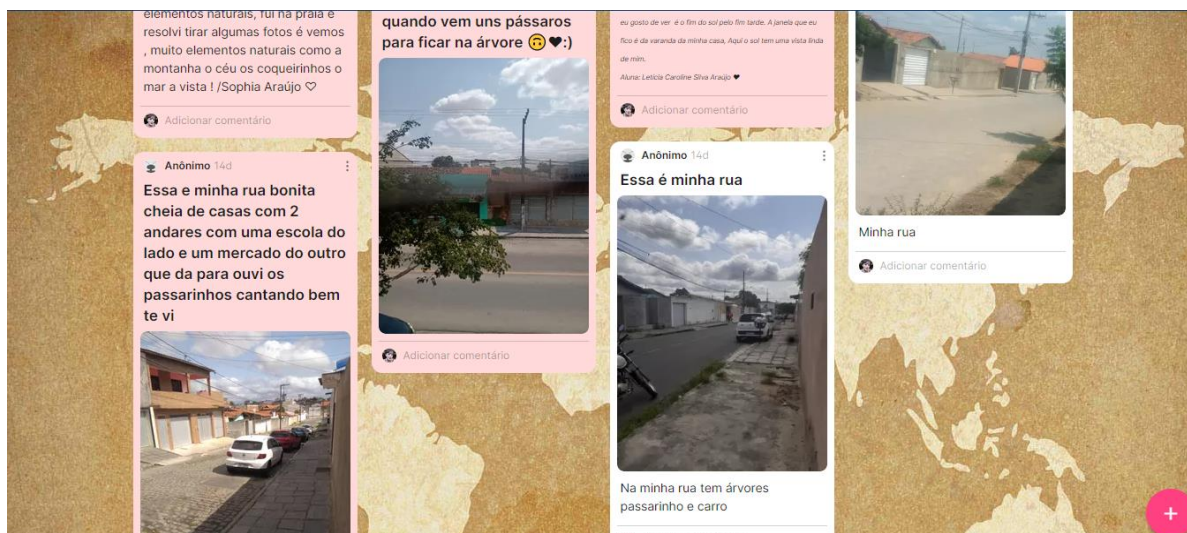 elementos naturais, fui na praia e
resolvi tirar algumas fotos é vemos
, muito elementos naturais como a
montanha o céu os coqueirinhos o
mar a vista ! /Sophia Araújo ♡
Adicionar comentário
Anônimo 14d
Essa e minha rua bonita
cheia de casas com 2
andares com uma escola do
lado e um mercado do outro
que da para ouvi os
passarinhos cantando bem
te vi
quando vem uns pássaros
para ficar na árvore 🙃♥:)
Adicionar comentário
eu gosto de ver é o fim do sol pelo fim tarde. A janela que eu
fico é da varanda da minha casa, Aqui o sol tem uma vista linda
de mim.
Aluna: Letícia Caroline Silva Araújo ❤
Adicionar comentário
Anônimo 14d
Essa é minha rua
Na minha rua tem árvores
passarinho e carro
Minha rua
Adicionar comentário
+